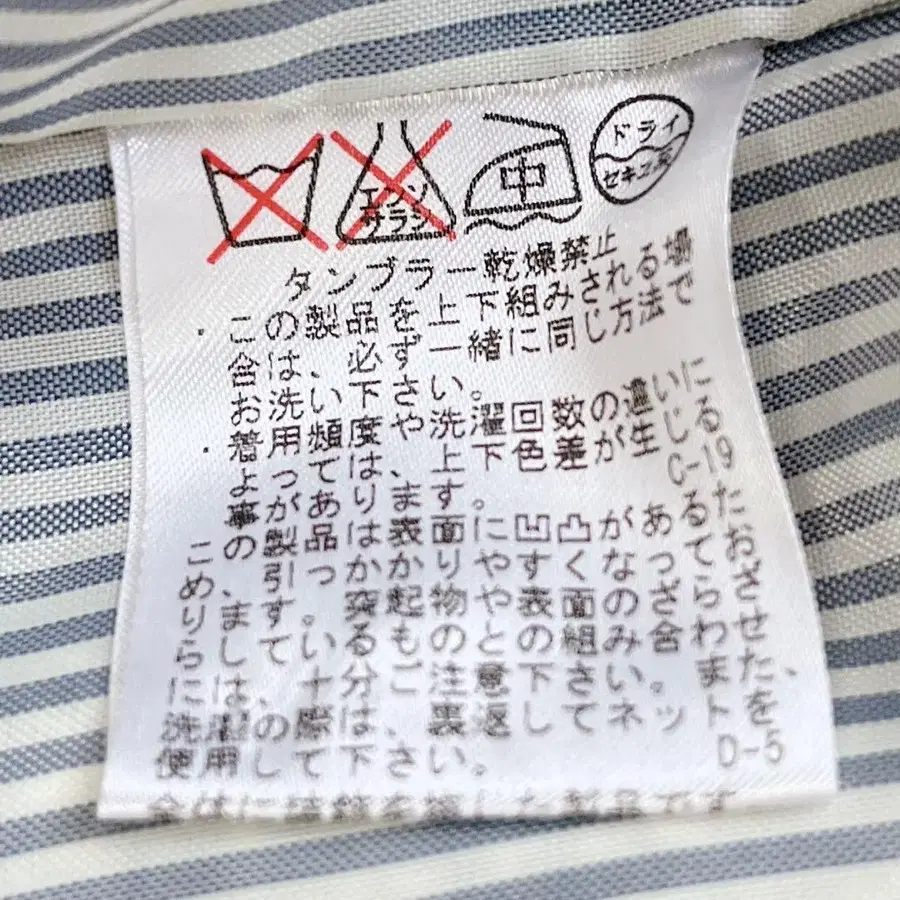 エンソ
サラシ
中
ドライ
セキユ系
タンブラー乾燥禁止
・この製品を上下組みされる場
合は、必ず一緒に同じ方法で
お洗い下さい。
・着用頻度や洗濯回数の違いに
よっては、上下色差が生じる
事があります。 C-19
この製品は表面に凹凸があるた
め、引っかかりやすくなってお
ります。突起物や表面のざらざ
らしているものとの組み合わせ
には十分ご注意下さい。また、
洗濯の際は、裏返してネットを
使用して下さい。 D-5